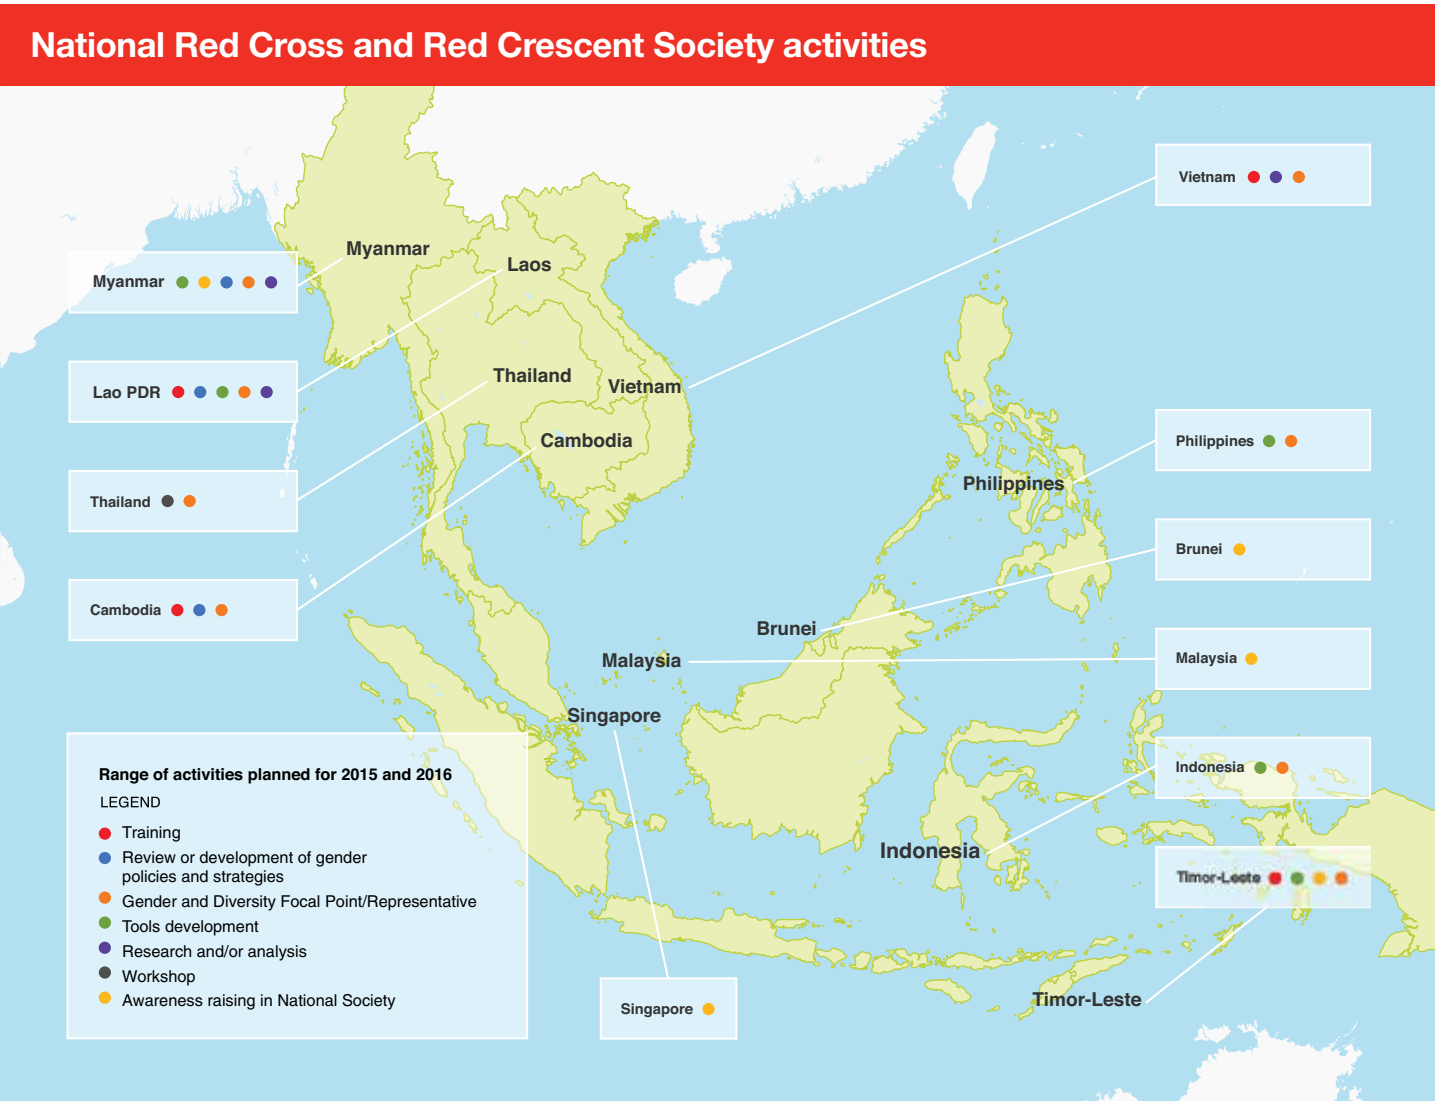 National Red Cross and Red Crescent Society activities
Vietnam
Myanmar
Laos
Myanmar
Thailand
Vietnam
Lao PDR
Cambodia
Philippines
Philippines
Thailand
Brunei
Cambodia
Brunei
Malaysia
Malaysia
Singapore
Indonesia
Range of activities planned for 2015 and 2016
LEGEND
Training
Review or development of gender
policies and strategies
Gender and Diversity Focal Point/Representative
Tools development
Research and/or analysis
Workshop
Awareness raising in National Society
Indonesia
Timor-Leste
Timor-Leste
Singapore